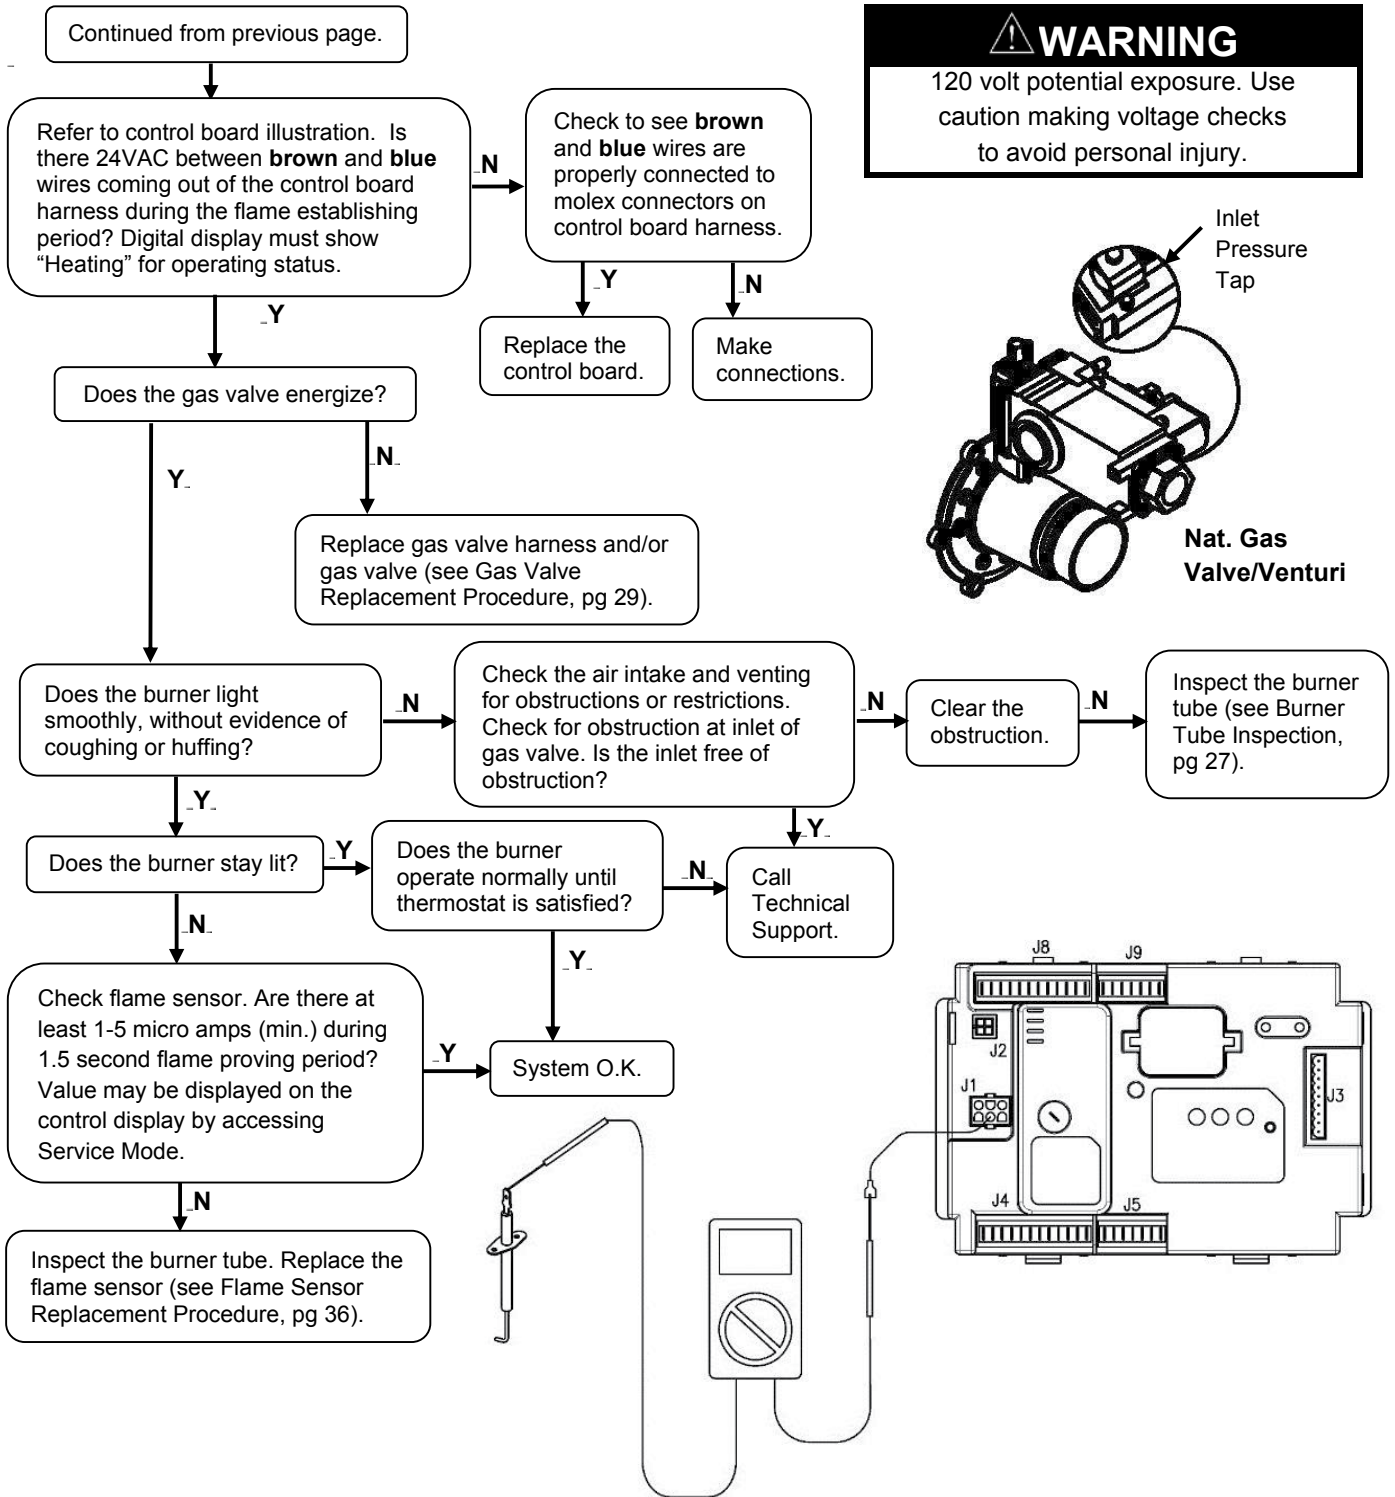 Continued from previous page.
WARNING
120 volt potential exposure. Use
caution making voltage checks
to avoid personal injury.
Refer to control board illustration. Is
there 24VAC between brown and blue
wires coming out of the control board
harness during the flame establishing
period? Digital display must show
“Heating” for operating status.
N
Check to see brown
and blue wires are
properly connected to
molex connectors on
control board harness.
Y
N
Replace the
control board.
Make
connections.
Inlet
Pressure
Tap
Nat. Gas
Valve/Venturi
Y
Does the gas valve energize?
Y
N
Replace gas valve harness and/or
gas valve (see Gas Valve
Replacement Procedure, pg 29).
Does the burner light
smoothly, without evidence of
coughing or huffing?
N
Check the air intake and venting
for obstructions or restrictions.
Check for obstruction at inlet of
gas valve. Is the inlet free of
obstruction?
N
Clear the
obstruction.
N
Inspect the burner
tube (see Burner
Tube Inspection,
pg 27).
Y
Y
Does the burner stay lit?
Y
Does the burner
operate normally until
thermostat is satisfied?
N
Call
Technical
Support.
N
Y
Check flame sensor. Are there at
least 1-5 micro amps (min.) during
1.5 second flame proving period?
Value may be displayed on the
control display by accessing
Service Mode.
Y
System O.K.
N
Inspect the burner tube. Replace the
flame sensor (see Flame Sensor
Replacement Procedure, pg 36).
J8
J9
J2
J1
J3
J4
J5